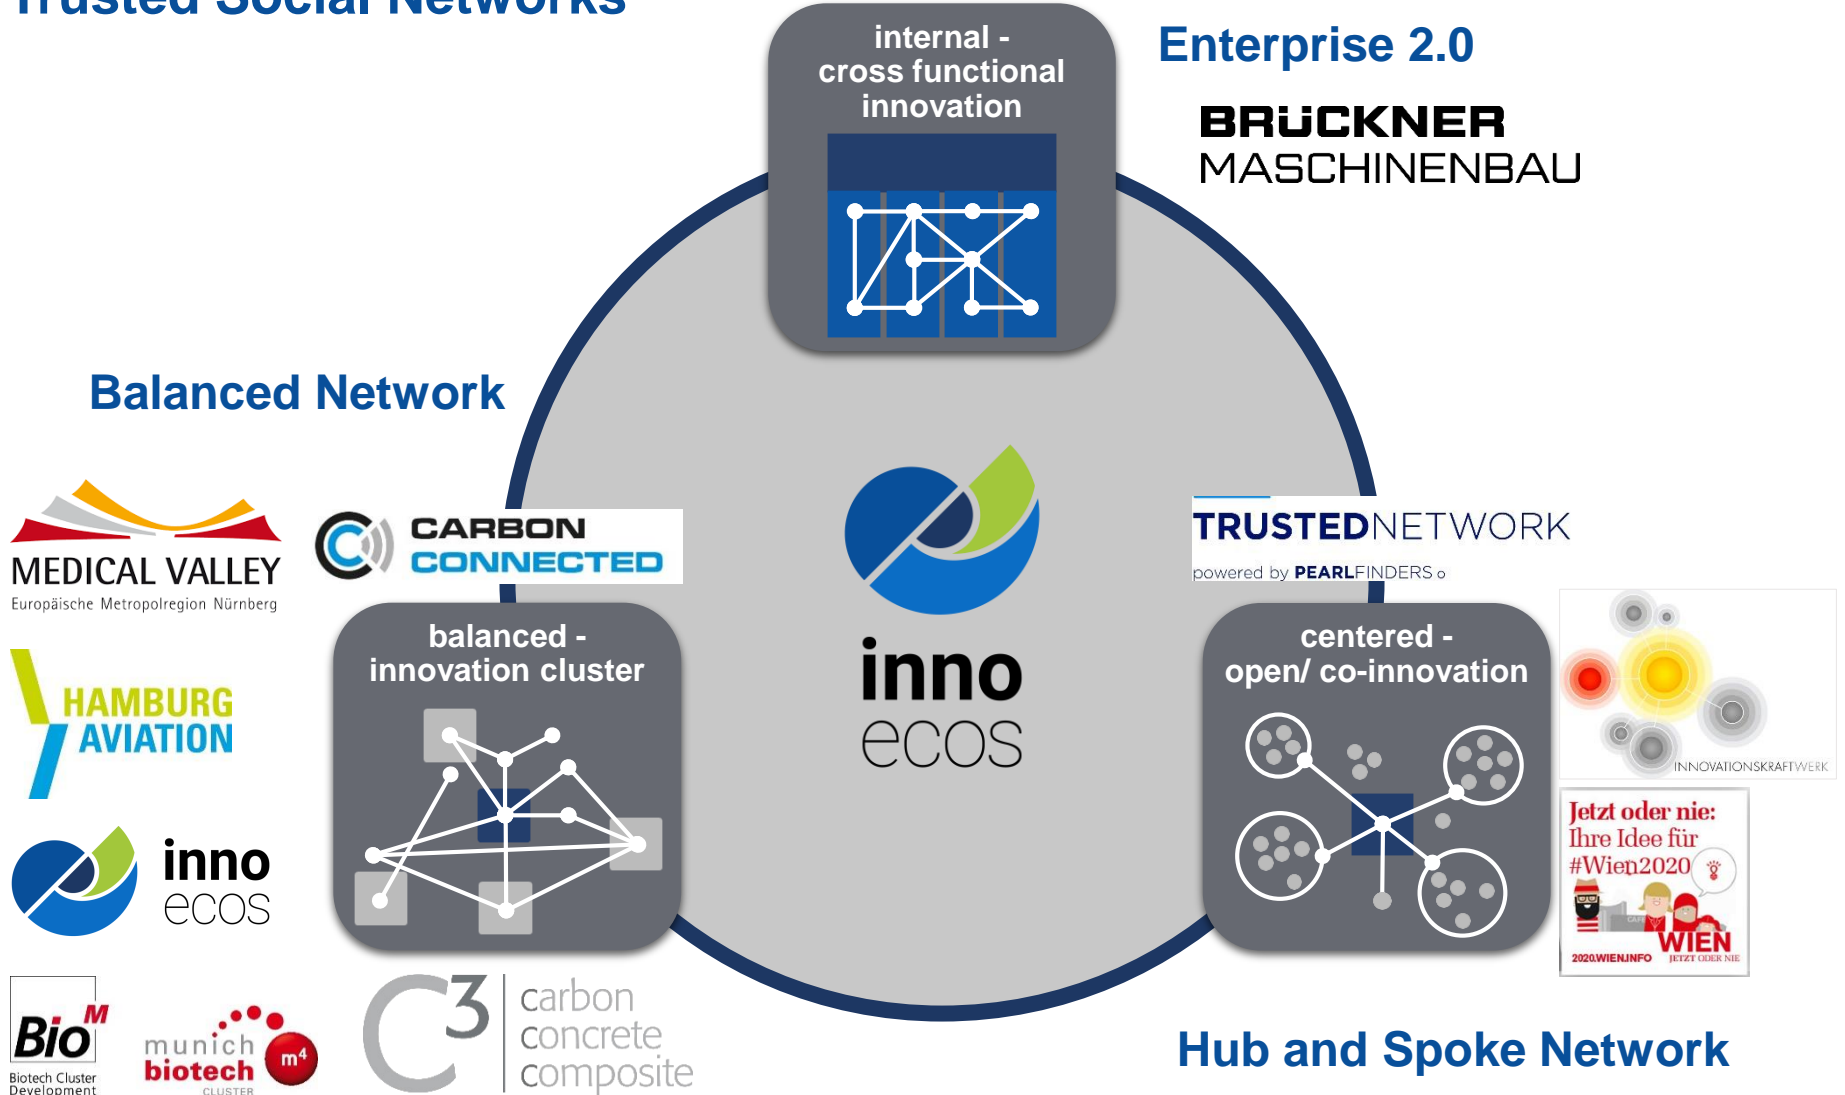 Trusted Social Networks
internal -
cross functional
innovation
Enterprise 2.0
BRÜCKNER
MASCHINENBAU
Balanced Network
MEDICAL VALLEY
Europäische Metropolregion Nürnberg
CARBON
CONNECTED
TRUSTEDNETWORK
powered by PEARLFINDERS
balanced -
innovation cluster
inno
ecos
centered -
open/ co-innovation
INNOVATIONSKRAFTWERK
HAMBURG
AVIATION
Jetzt oder nie:
Ihre Idee für
#Wien2020
CAFE
WIEN
2020.WIEN.INFO
JETZT ODER NIE
inno
ecos
BioM
Biotech Cluster
Development
munich
biotech
CLUSTER
m4
C3
carbon
concrete
composite
Hub and Spoke Network